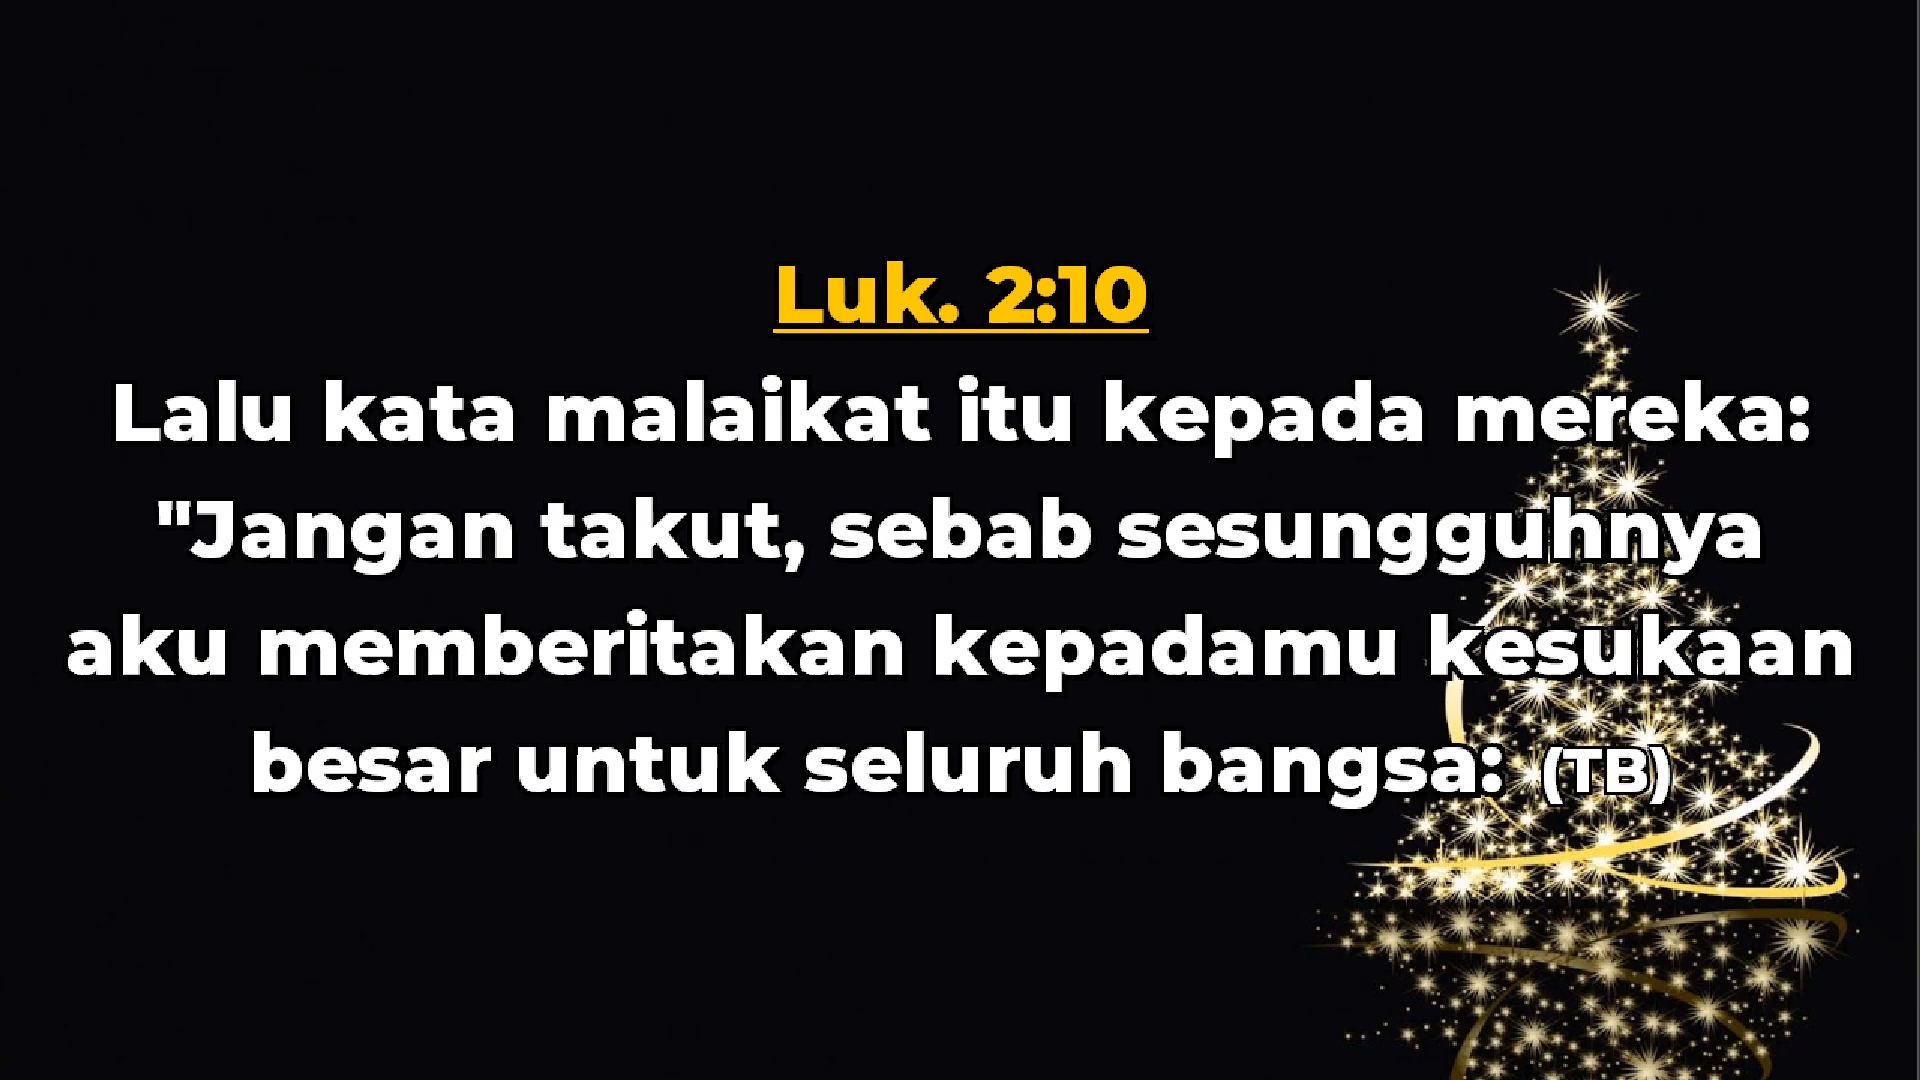 Luk. 2:10
Lalu kata malaikat itu kepada mereka:
"Jangan takut, sebab sesungguhnya
aku memberitakan kepadamu kesukaan
besar untuk seluruh bangsa: (TB)